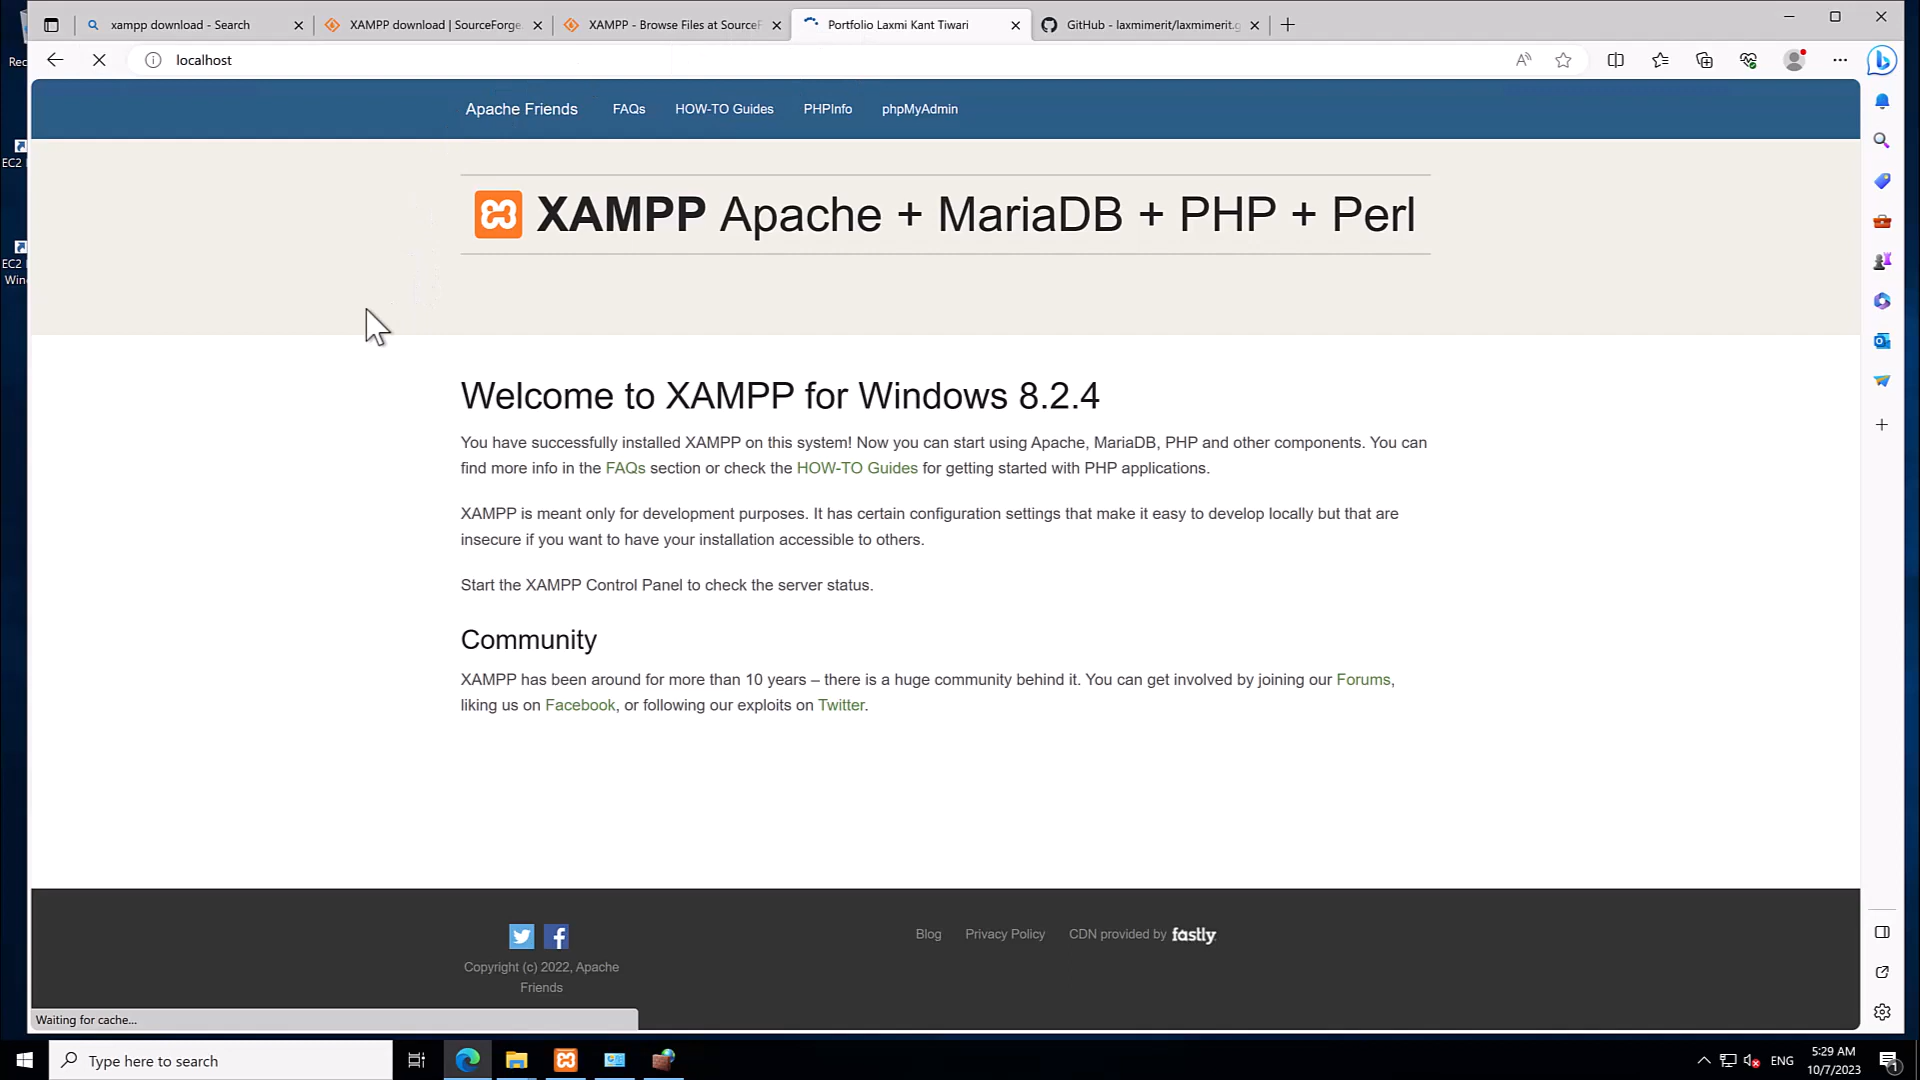 xampp download - Search
XAMPP download | SourceForge.
XAMPP - Browse Files at SourceF
Portfolio Laxmi Kant Tiwari
GitHub - laxmimerit/laxmimerit.g
localhost
Rec
EC2
EC2
Win
Apache Friends
FAQs
HOW-TO Guides
PHPInfo
phpMyAdmin
XAMPP Apache + MariaDB + PHP + Perl
Welcome to XAMPP for Windows 8.2.4
You have successfully installed XAMPP on this system! Now you can start using Apache, MariaDB, PHP and other components. You can
find more info in the FAQs section or check the HOW-TO Guides for getting started with PHP applications.
XAMPP is meant only for development purposes. It has certain configuration settings that make it easy to develop locally but that are
insecure if you want to have your installation accessible to others.
Start the XAMPP Control Panel to check the server status.
Community
XAMPP has been around for more than 10 years – there is a huge community behind it. You can get involved by joining our Forums,
liking us on Facebook, or following our exploits on Twitter.
Blog
Privacy Policy
CDN provided by fastly
Copyright (c) 2022, Apache
Friends
Waiting for cache...
Type here to search
ENG
5:29 AM
10/7/2023
1